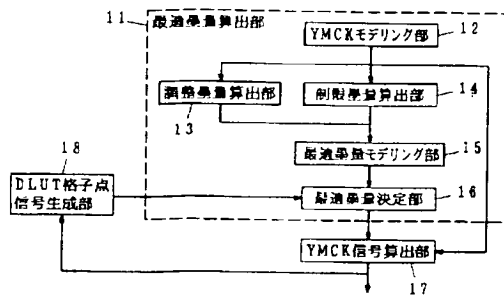 11
最適墨量算出部
YMCKモデリング部
12
調整墨量算出部
13
制限墨量算出部
14
最適墨量モデリング部
15
18
DLUT格子点
信号生成部
最適墨量決定部
16
YMCK信号算出部
17